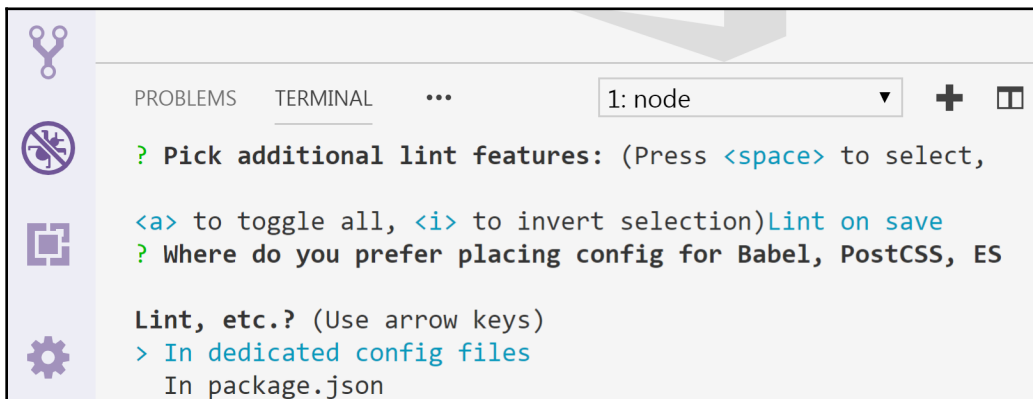 PROBLEMS TERMINAL ••• 1: node
? Pick additional lint features: (Press <space> to select,
<a> to toggle all, <i> to invert selection)Lint on save
? Where do you prefer placing config for Babel, PostCSS, ES
Lint, etc.? (Use arrow keys)
> In dedicated config files
In package.json